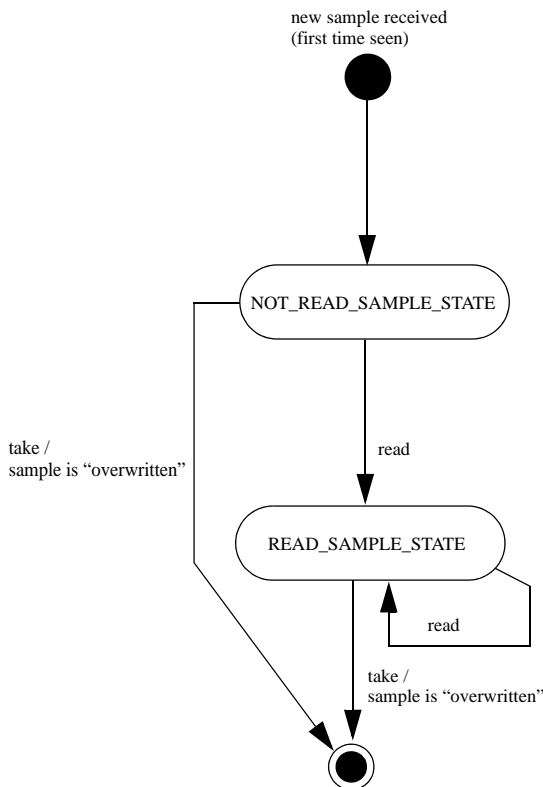 new sample received
(first time seen)
NOT_READ_SAMPLE_STATE
take /
sample is “overwritten”
read
READ_SAMPLE_STATE
read
take /
sample is “overwritten”